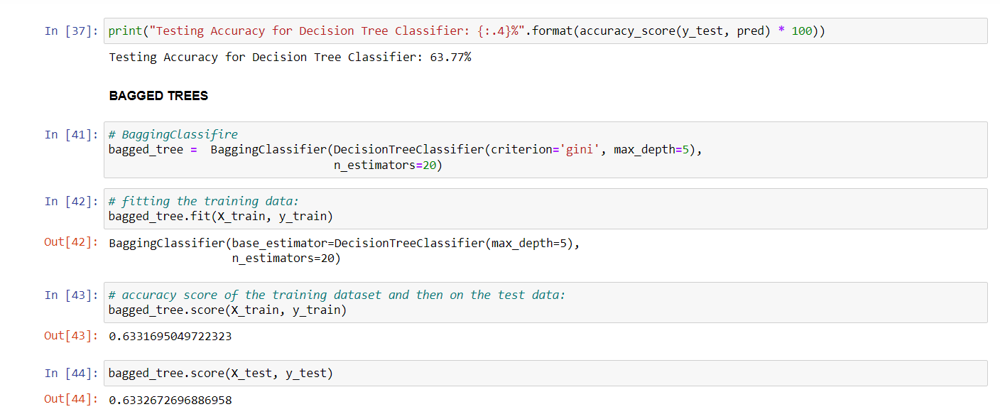 In [37]: print("Testing Accuracy for Decision Tree Classifier: {:.4}%".format(accuracy_score(y_test, pred) * 100))
Testing Accuracy for Decision Tree Classifier: 63.77%
BAGGED TREES
In [41]: # BaggingClassifire
bagged_tree =  BaggingClassifier(DecisionTreeClassifier(criterion='gini', max_depth=5),
n_estimators=20)
In [42]: # fitting the training data:
bagged_tree.fit(X_train, y_train)
Out[42]: BaggingClassifier(base_estimator=DecisionTreeClassifier(max_depth=5),
n_estimators=20)
In [43]: # accuracy score of the training dataset and then on the test data:
bagged_tree.score(X_train, y_train)
Out[43]: 0.6331695049722323
In [44]: bagged_tree.score(X_test, y_test)
Out[44]: 0.6332672696886958